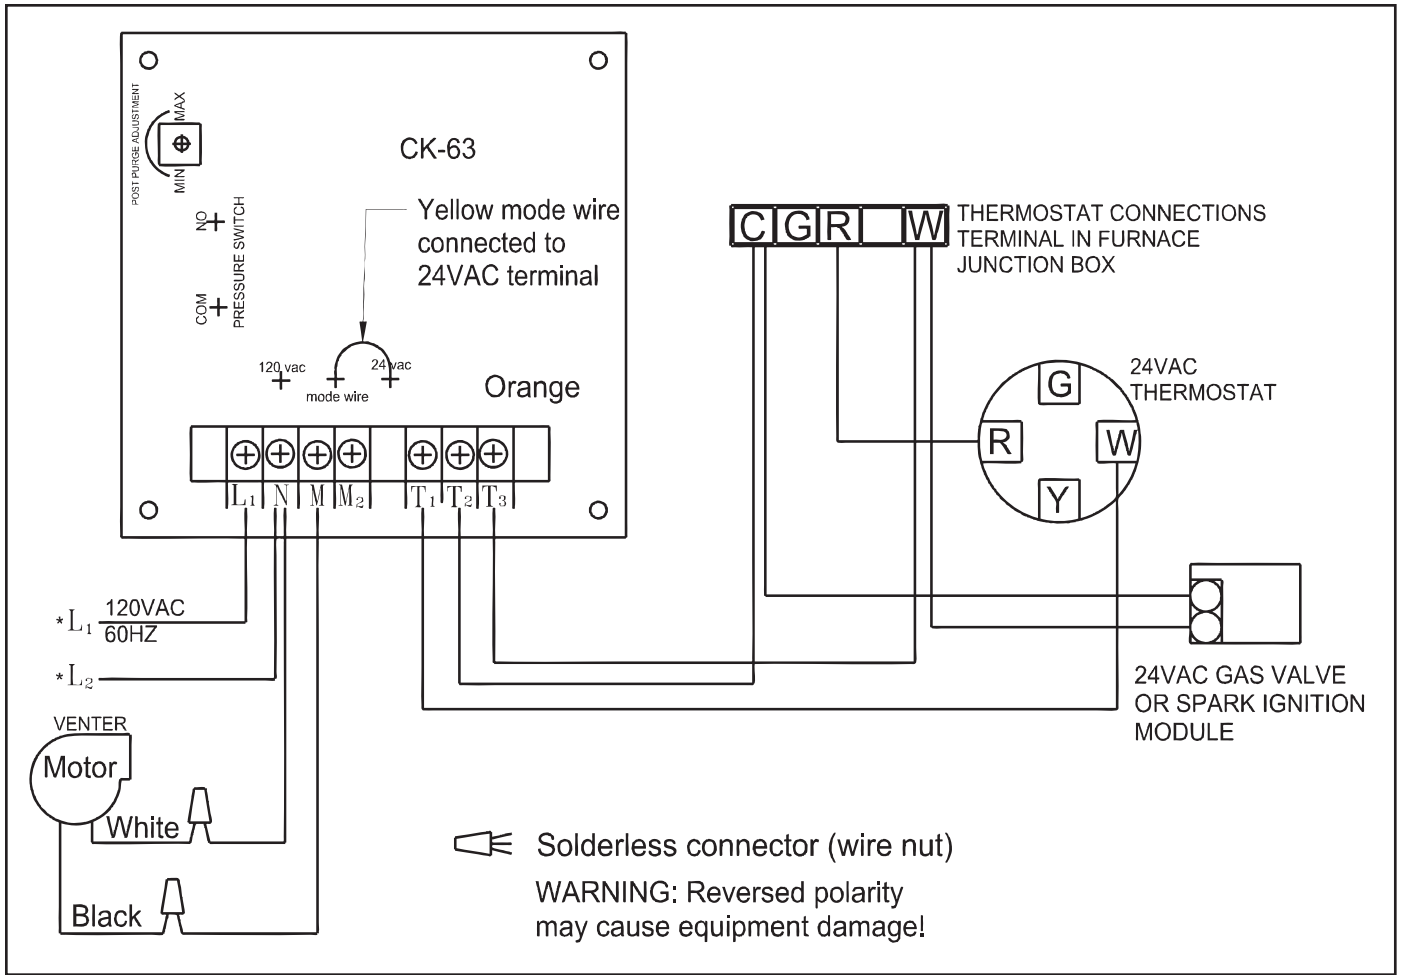 POST PURGE ADJUSTMENT
MAX
MIN
CK-63
NO
COM
PRESSURE SWITCH
Yellow mode wire
connected to
24VAC terminal
120 vac
24 vac
mode wire
Orange
L1 N M M2 T1 T2 T3
C G R W
THERMOSTAT CONNECTIONS
TERMINAL IN FURNACE
JUNCTION BOX
G
R
W
Y
24VAC
THERMOSTAT
*L1
120VAC
60HZ
*L2
VENTER
Motor
White
Black
24VAC GAS VALVE
OR SPARK IGNITION
MODULE
Solderless connector (wire nut)
WARNING: Reversed polarity
may cause equipment damage!